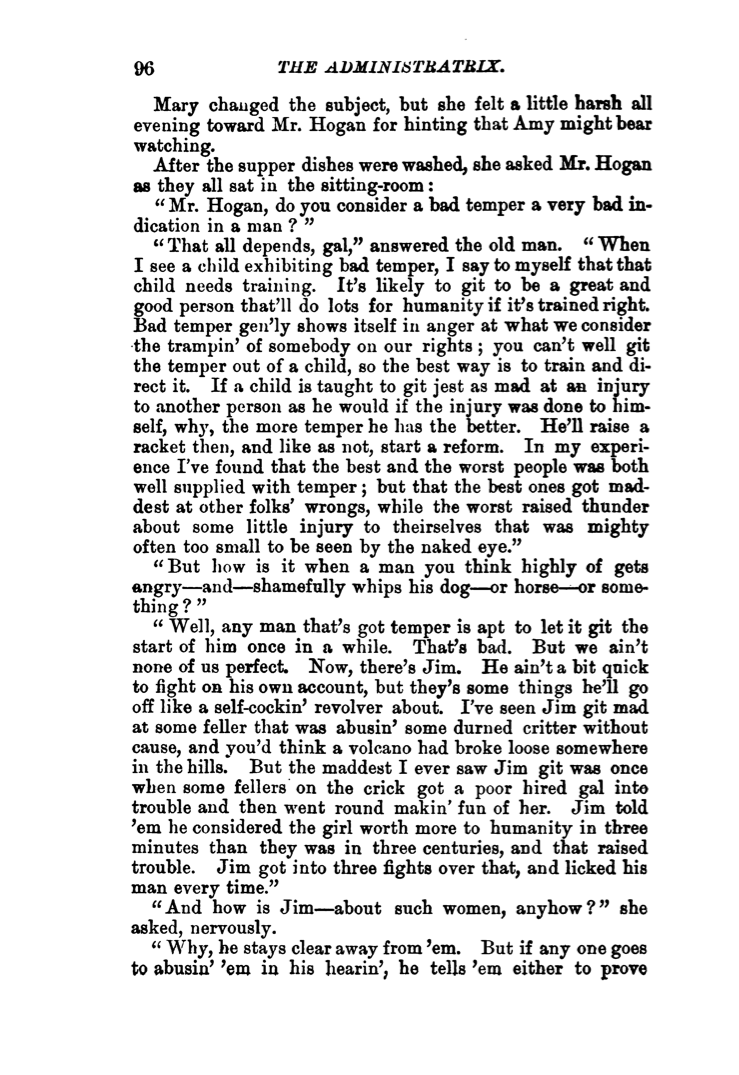 96 THE ADMINISTRATRIX.
Mary changed the subject, but she felt a little harsh all
evening toward Mr. Hogan for hinting that Amy might bear
watching.
After the supper dishes were washed, she asked Mr. Hogan
as they all sat in the sitting-room:
“Mr. Hogan, do you consider a bad temper a very bad in-
dication in a man?”
“That all depends, gal,” answered the old man. “When
I see a child exhibiting bad temper, I say to myself that that
child needs training. It’s likely to git to be a great and
good person that’ll do lots for humanity if it’s trained right.
Bad temper gen’ly shows itself in anger at what we consider
the trampin’ of somebody on our rights; you can’t well git
the temper out of a child, so the best way is to train and di-
rect it. If a child is taught to git jest as mad at an injury
to another person as he would if the injury was done to him-
self, why, the more temper he has the better. He’ll raise a
racket then, and like as not, start a reform. In my experi-
ence I’ve found that the best and the worst people was both
well supplied with temper; but that the best ones got mad-
dest at other folks’ wrongs, while the worst raised thunder
about some little injury to theirselves that was mighty
often too small to be seen by the naked eye.”
“But how is it when a man you think highly of gets
angry—and—shamefully whips his dog—or horse—or some-
thing?”
“Well, any man that’s got temper is apt to let it git the
start of him once in a while. That’s bad. But we ain’t
none of us perfect. Now, there’s Jim. He ain’t a bit quick
to fight on his own account, but they’s some things he’ll go
off like a self-cockin’ revolver about. I’ve seen Jim git mad
at some feller that was abusin’ some durned critter without
cause, and you’d think a volcano had broke loose somewhere
in the hills. But the maddest I ever saw Jim git was once
when some fellers on the crick got a poor hired gal into
trouble and then went round makin’ fun of her. Jim told
’em he considered the girl worth more to humanity in three
minutes than they was in three centuries, and that raised
trouble. Jim got into three fights over that, and licked his
man every time.”
“And how is Jim—about such women, anyhow?” she
asked, nervously.
“Why, he stays clear away from ’em. But if any one goes
to abusin’ ’em in his hearin’, he tells ’em either to prove